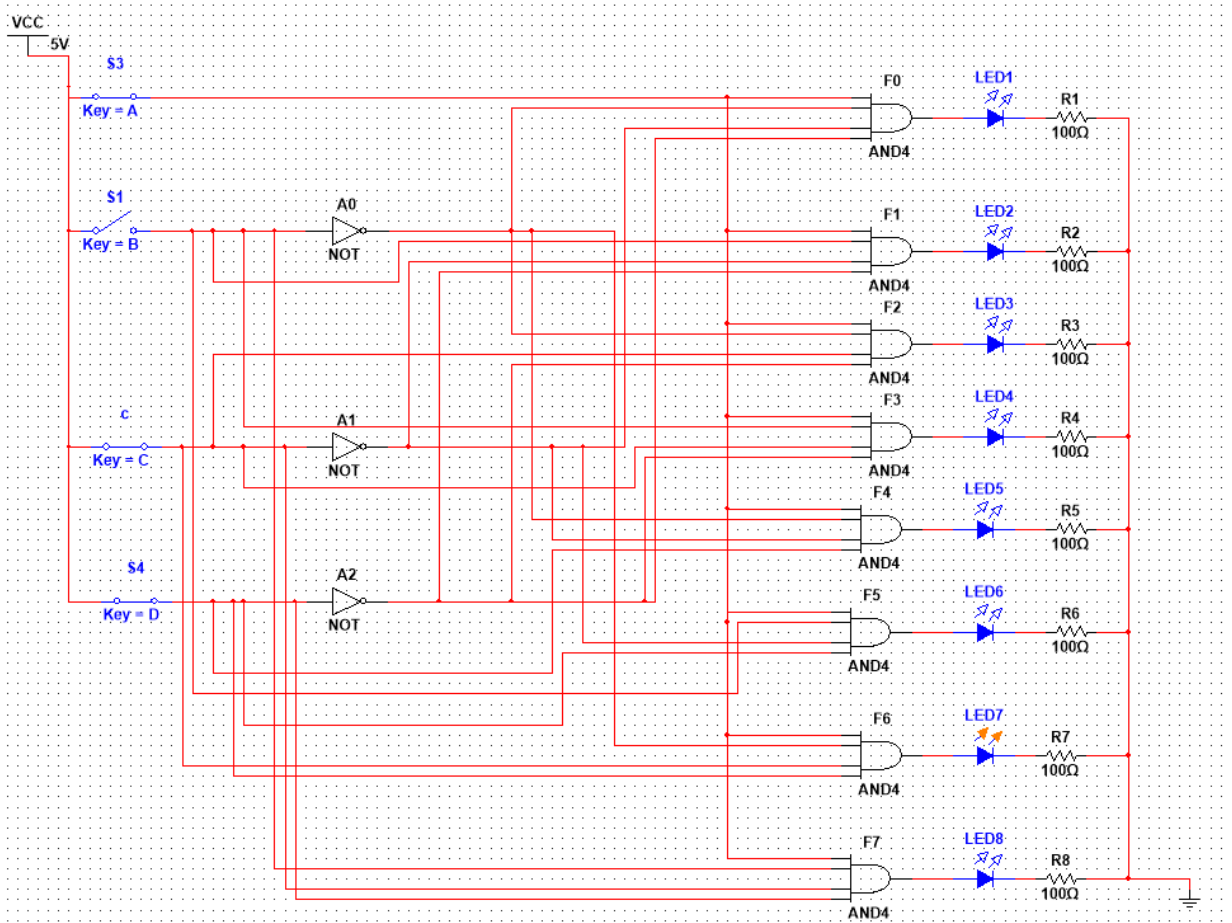 VCC
5V
S3
Key = A
F0
AND4
LED1
R1
100Ω
S1
Key = B
A0
NOT
F1
AND4
LED2
R2
100Ω
F2
AND4
LED3
R3
100Ω
c
Key = C
A1
NOT
F3
AND4
LED4
R4
100Ω
F4
AND4
LED5
R5
100Ω
S4
Key = D
A2
NOT
F5
AND4
LED6
R6
100Ω
F6
AND4
LED7
R7
100Ω
F7
AND4
LED8
R8
100Ω